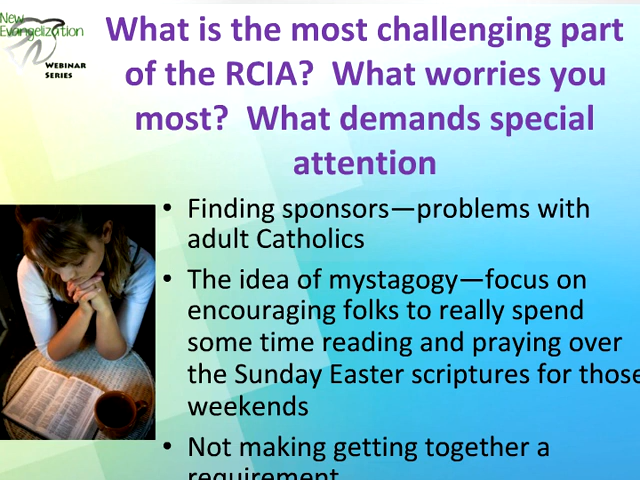 New
Evangelization
WEBINAR
SERIES
What is the most challenging part
of the RCIA? What worries you
most? What demands special
attention
• Finding sponsors—problems with
adult Catholics
• The idea of mystagogy—focus on
encouraging folks to really spend
some time reading and praying over
the Sunday Easter scriptures for those
weekends
• Not making getting together a
requirement